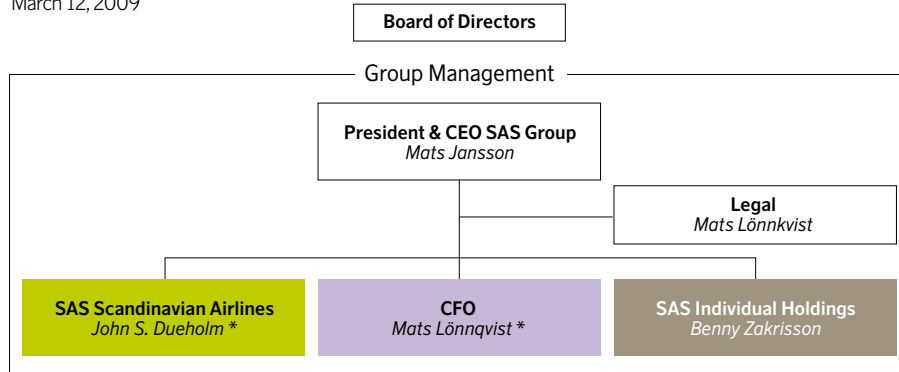 March 12, 2009
Board of Directors
Group Management
President & CEO SAS Group
Mats Jansson
Legal
Mats Lönnkvist
SAS Scandinavian Airlines
John S. Dueholm *
CFO
Mats Lönnqvist *
SAS Individual Holdings
Benny Zakrisson